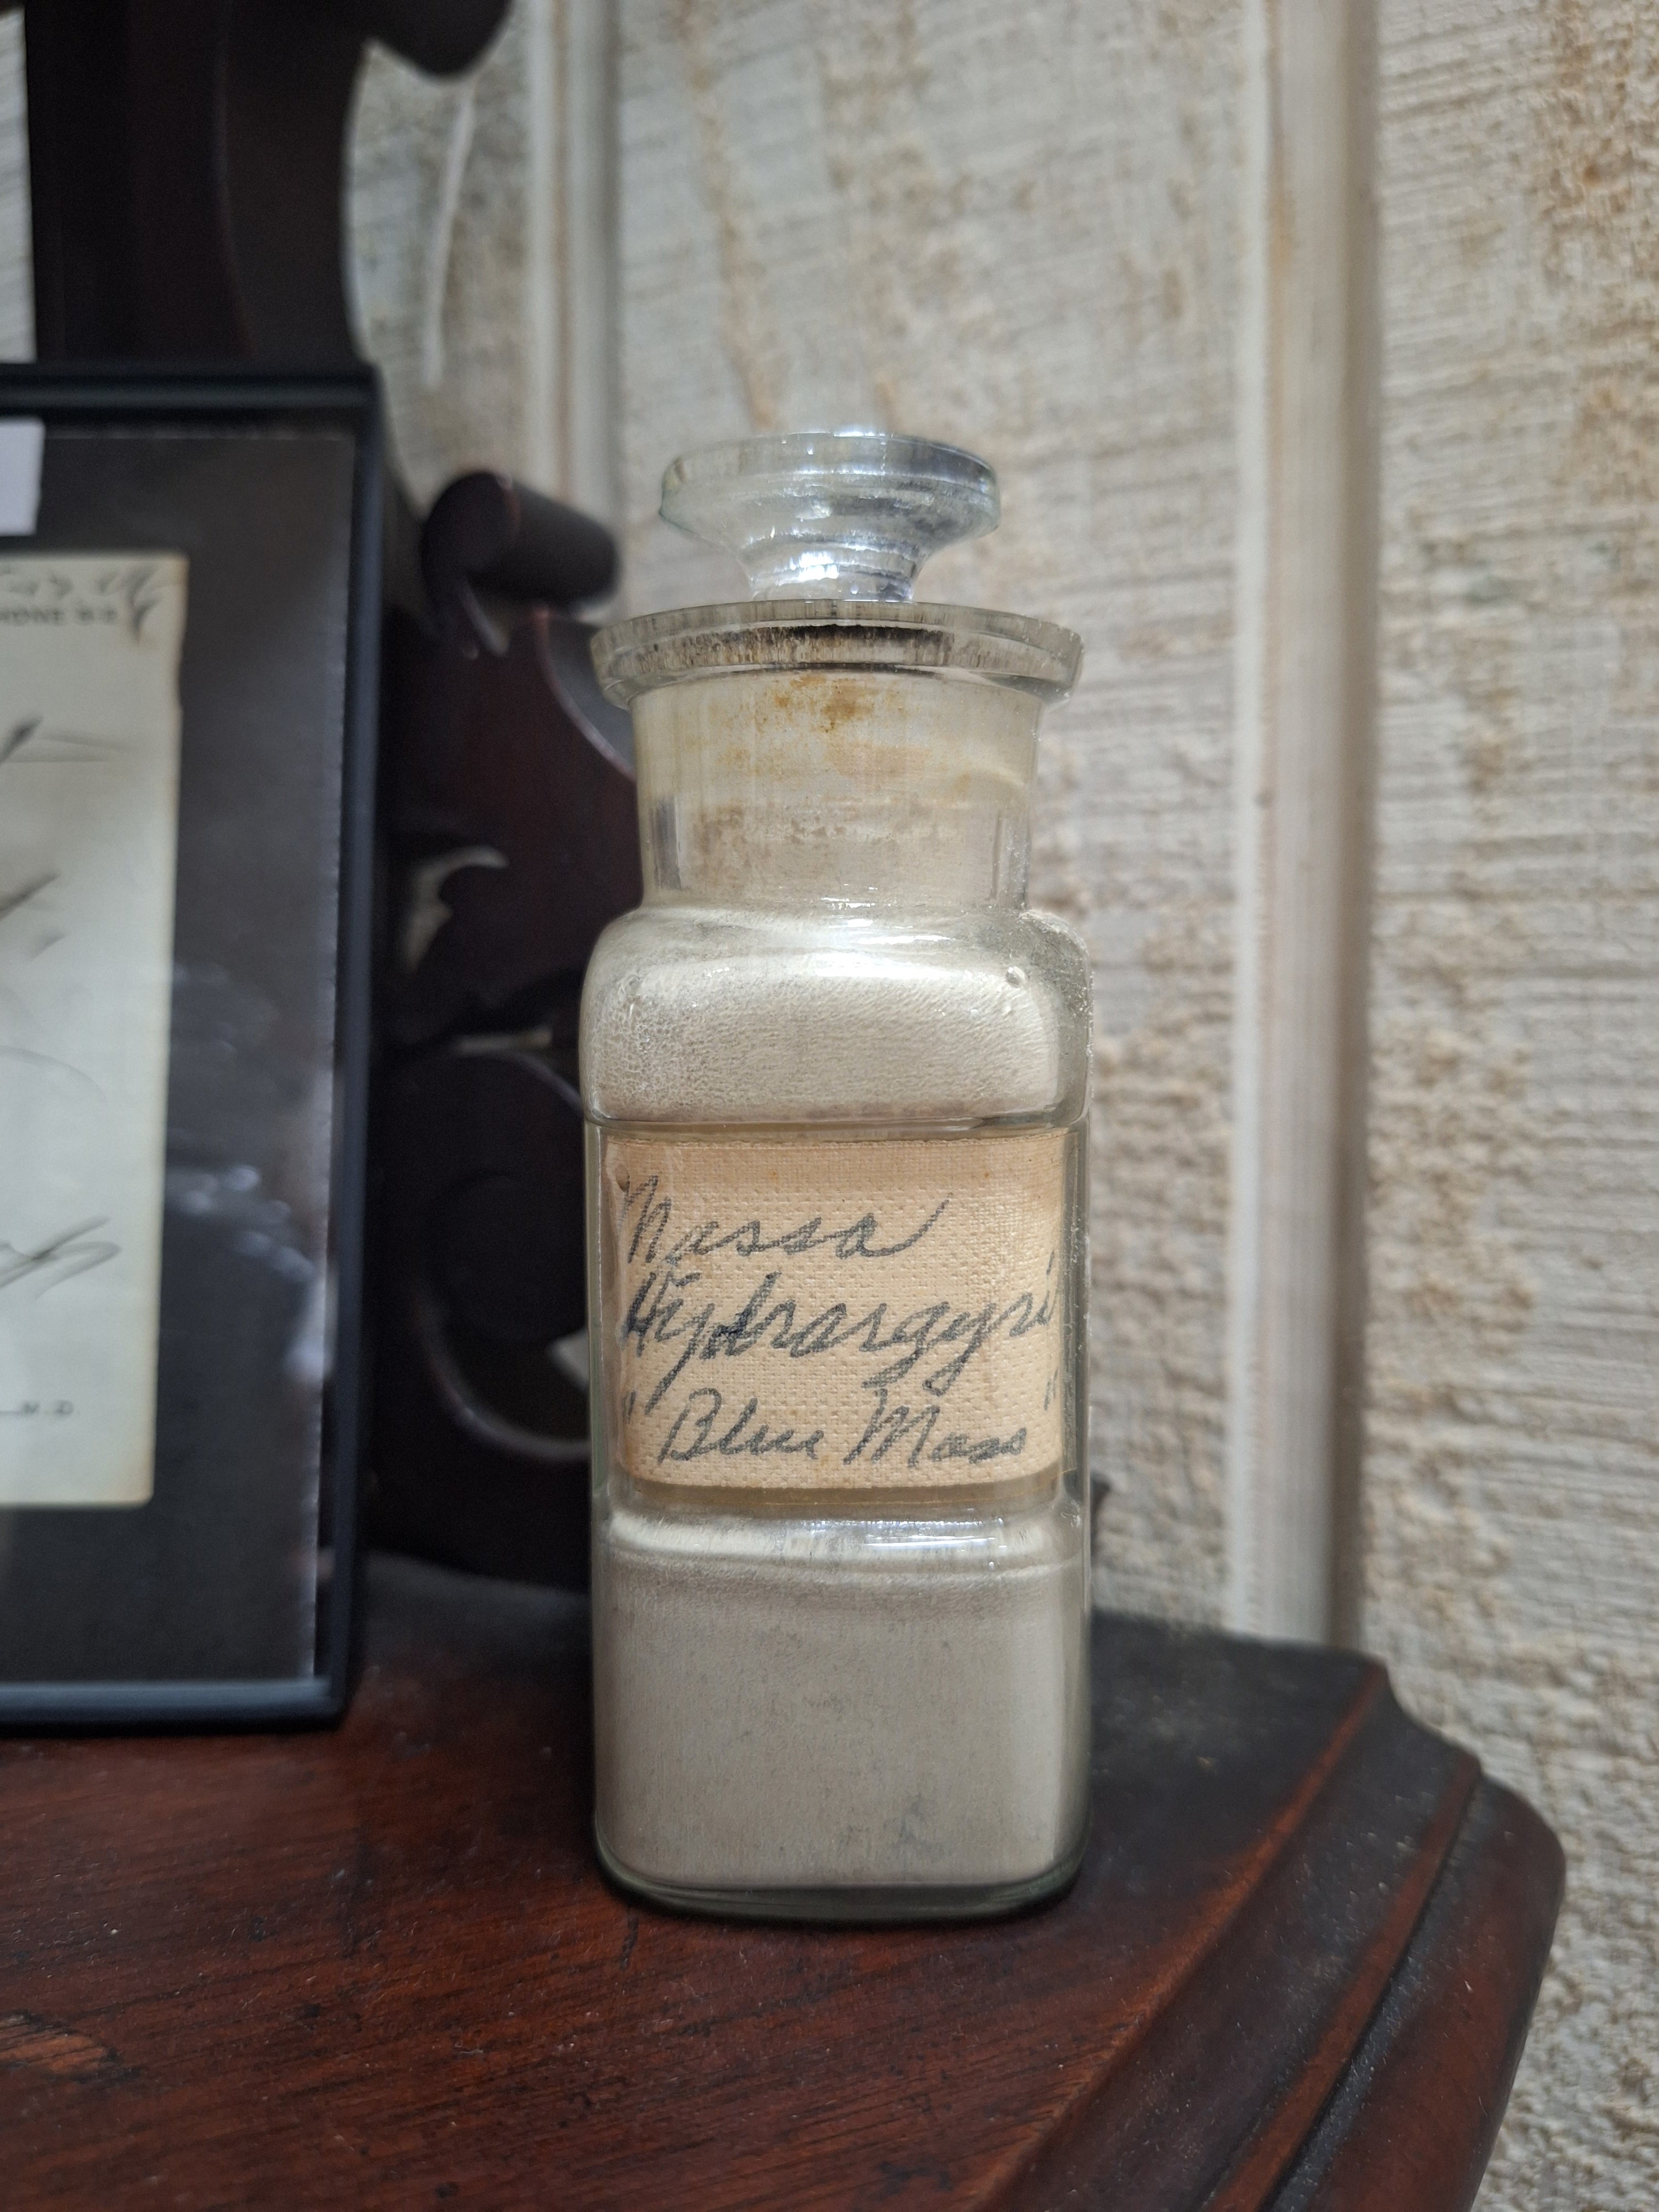 Massa
Hydrargyri
"Blue Mass"
M.D.